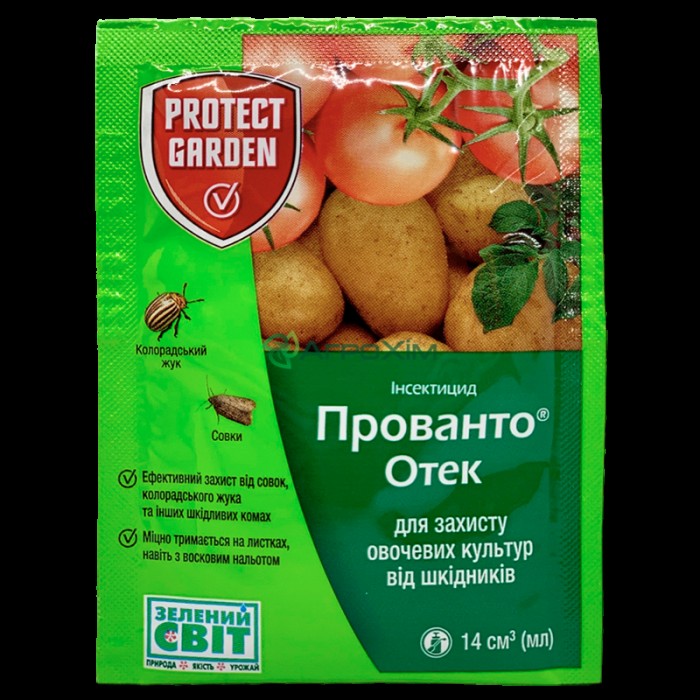 PROTECT
GARDEN
Колорадський
жук
Совки
АгроХім
Інсектицид
Прованто®
Отек
для захисту
овочевих культур
від шкідників
Ефективний захист від совок,
колорадського жука
та інших шкідливих комах
Міцно тримається на листках,
навіть з восковим нальотом
ЗЕЛЕНИЙ
СВІТ
ПРИРОДА ЯКІСТЬ УРОЖАЙ
14 см³ (мл)